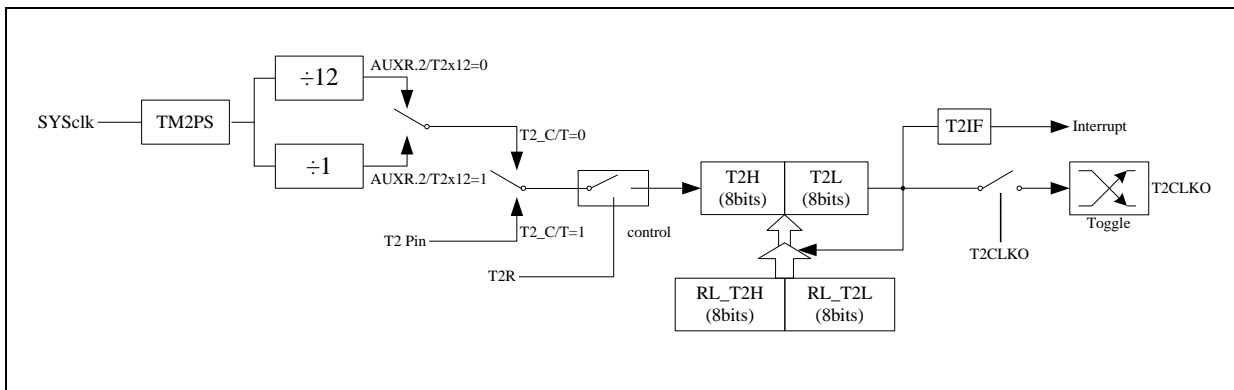 ÷12
AUXR.2/T2x12=0
SYSclk
TM2PS
T2_C/T=0
T2IF
Interrupt
÷1
AUXR.2/T2x12=1
T2H
(8bits)
T2L
(8bits)
T2CLKO
Toggle
T2 Pin
T2_C/T=1
control
T2CLKO
T2R
RL_T2H
(8bits)
RL_T2L
(8bits)